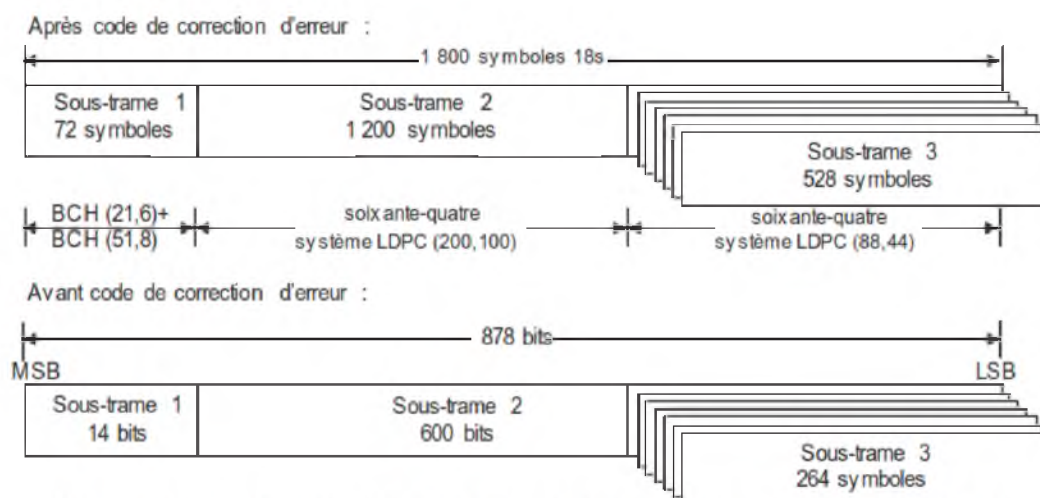 Après code de correction d'erreur :
1 800 symboles 18s
Sous-trame 1
72 symboles
Sous-trame 2
1 200 symboles
Sous-trame 3
528 symboles
BCH (21,6)+
BCH (51,8)
soixante-quatre
système LDPC (200,100)
soixante-quatre
système LDPC (88,44)
Avant code de correction d'erreur :
878 bits
MSB
LSB
Sous-trame 1
14 bits
Sous-trame 2
600 bits
Sous-trame 3
264 symboles